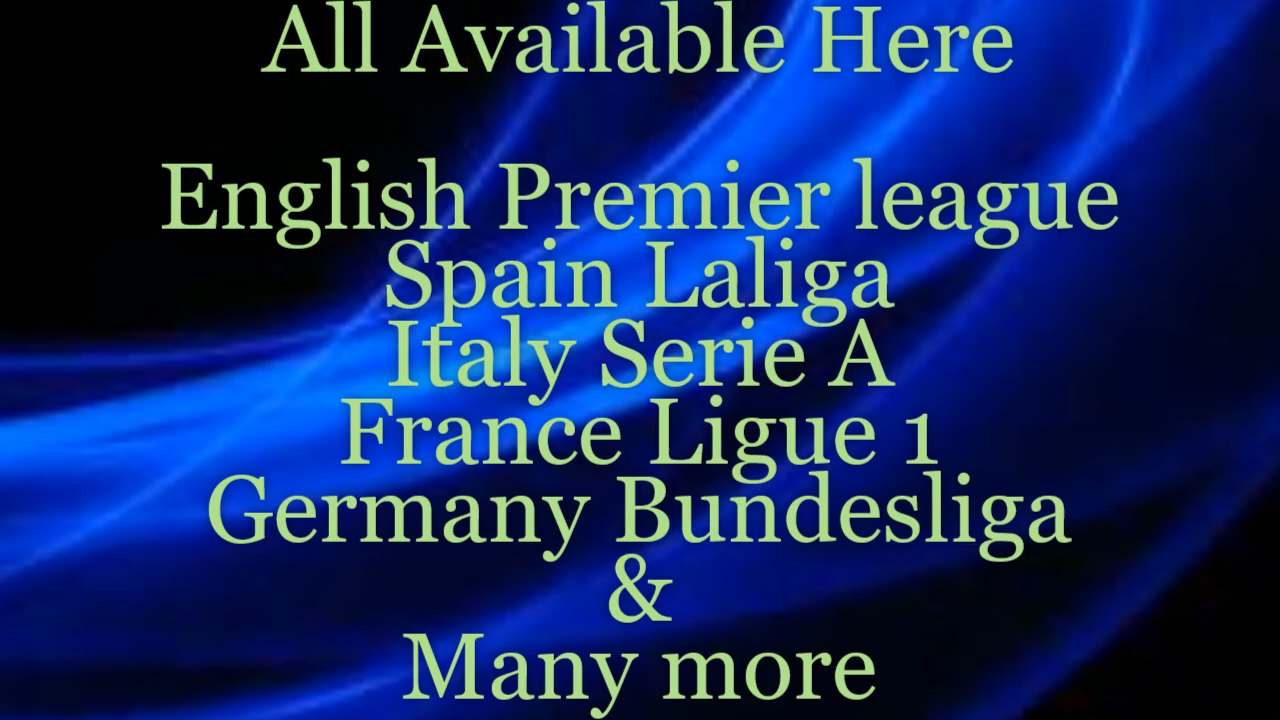 All Available Here
English Premier league
Spain Laliga
Italy Serie A
France Ligue 1
Germany Bundesliga
&
Many more